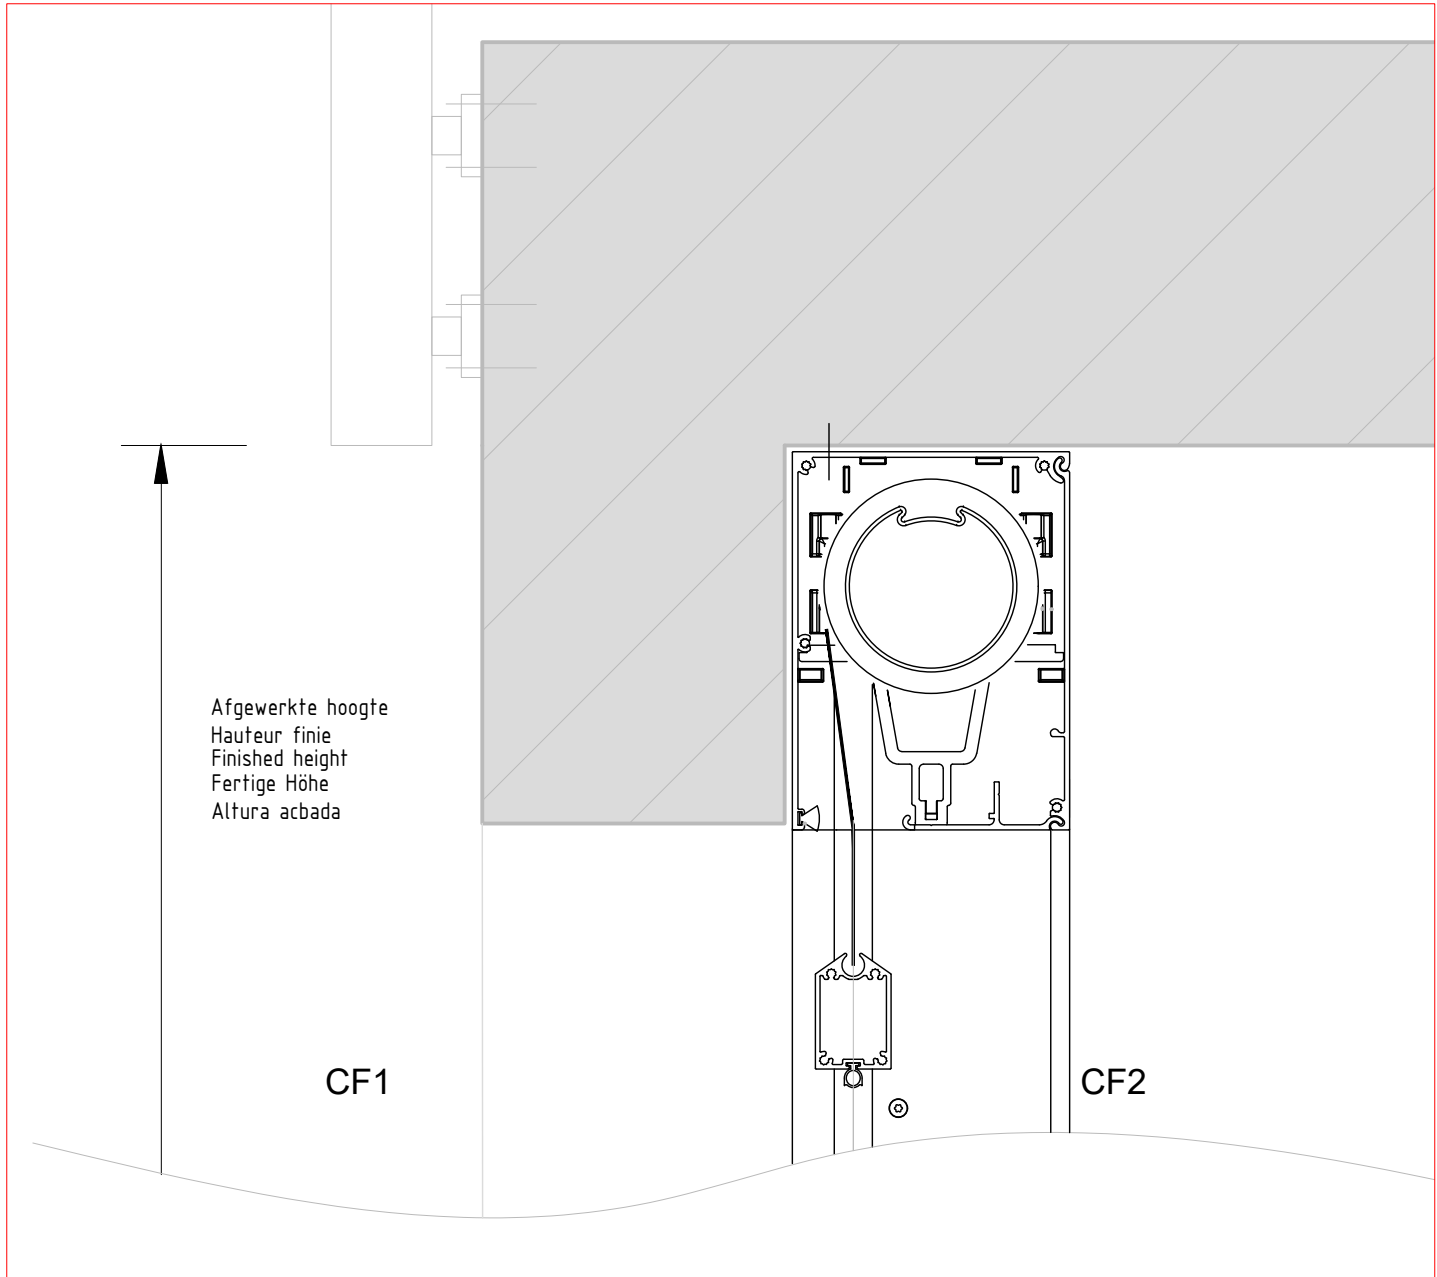 Afgewerkte hoogte
Hauteur finie
Finished height
Fertige Höhe
Altura acbada
CF1
CF2